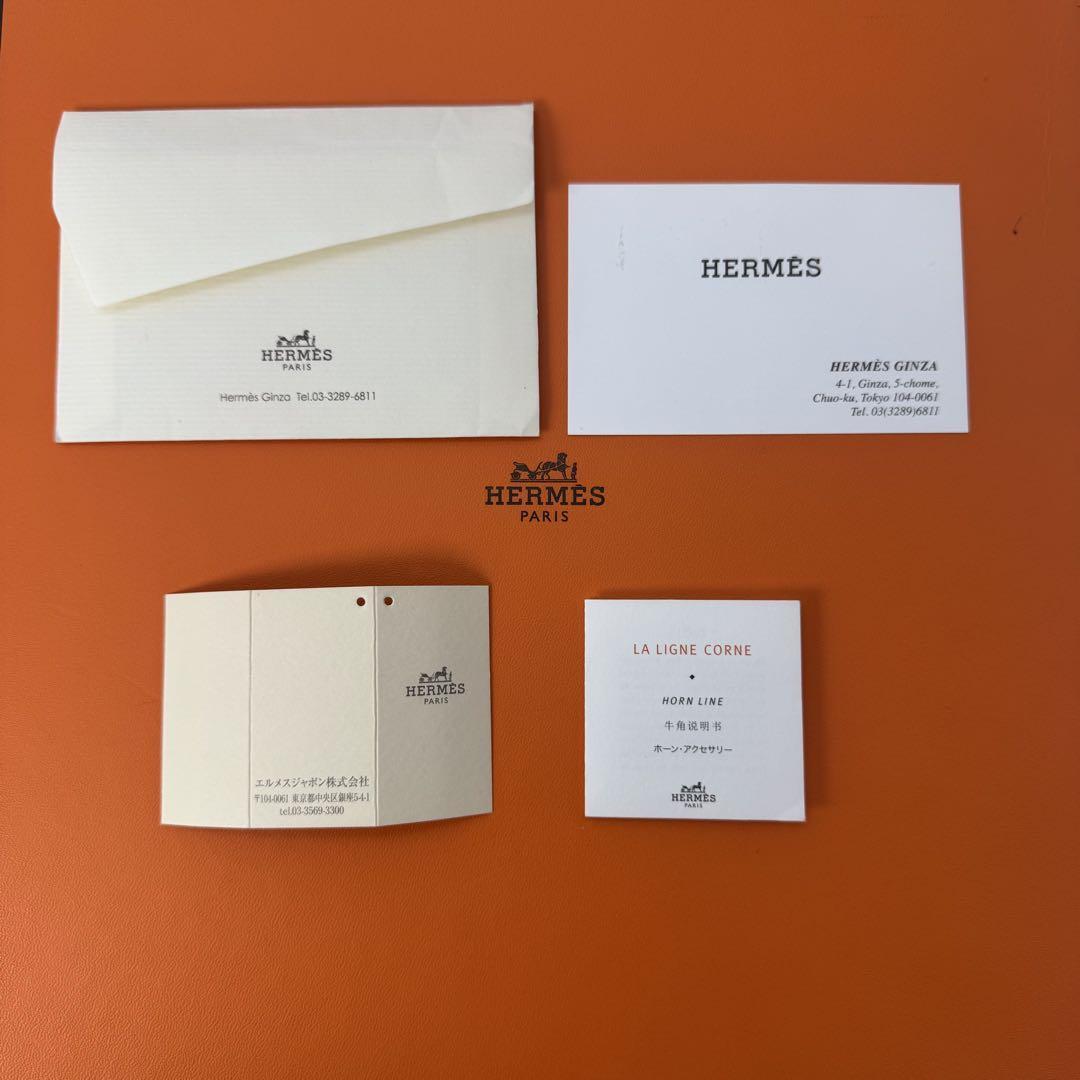 HERMÈS
PARIS
Hermès Ginza Tel.03-3289-6811
HERMÈS
HERMÈS GINZA
4-1, Ginza, 5-chome,
Chuo-ku, Tokyo 104-0061
Tel. 03(3289)6811
HERMÈS
PARIS
HERMÈS
PARIS
エルメスジャポン株式会社
〒104-0061 東京都中央区銀座5-4-1
tel.03-3569-3300
LA LIGNE CORNE
HORN LINE
牛角说明书
ホーン・アクセサリー
HERMÈS
PARIS